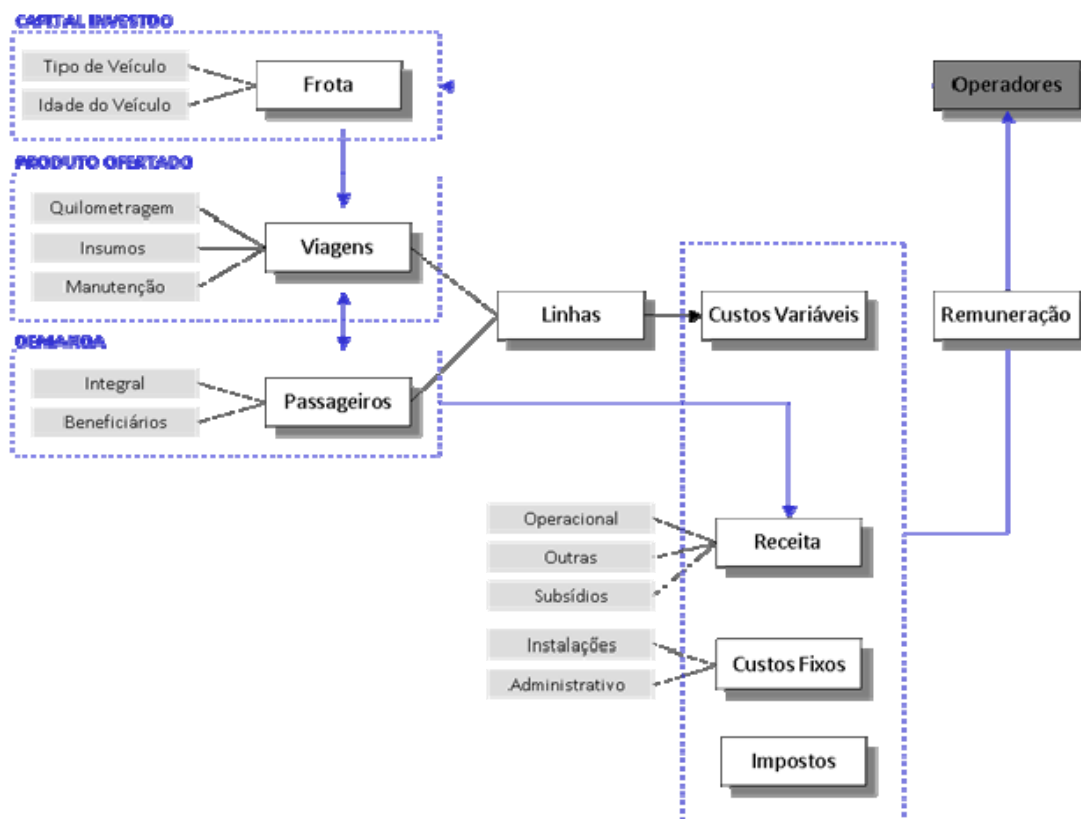 CAPITAL INVESTDO
Tipo de Veículo
Frota
Idade do Veículo
Operadores
PRODUTO OFERTADO
Quilometragem
Insumos
Viagens
Manutenção
Linhas
Custos Variáveis
Remuneração
DEMANDA
Integral
Passageiros
Beneficiários
Operacional
Outras
Receita
Subsídios
Instalações
Custos Fixos
Administrativo
Impostos